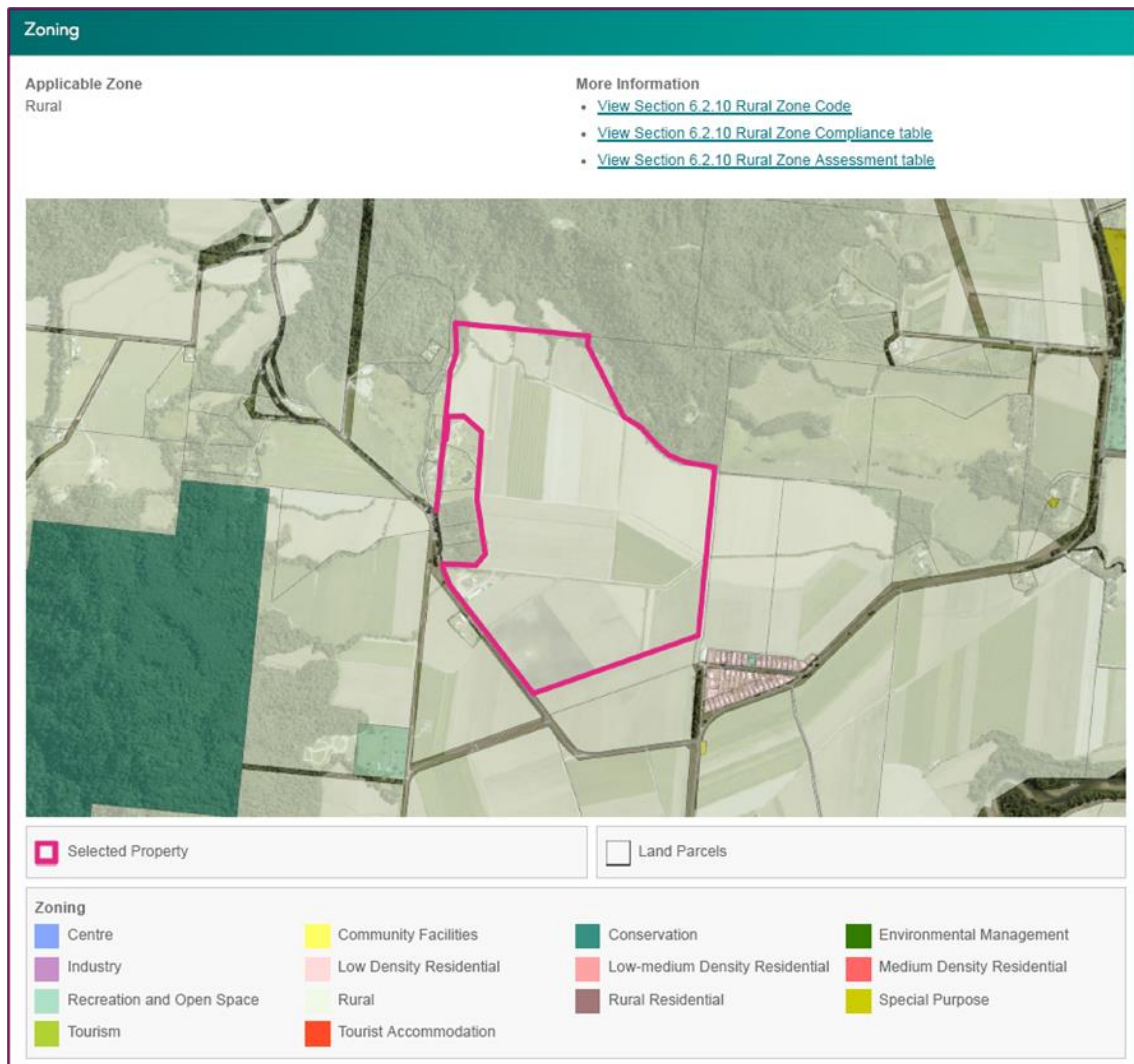 Zoning
Applicable Zone
Rural
More Information
• View Section 6.2.10 Rural Zone Code
• View Section 6.2.10 Rural Zone Compliance table
• View Section 6.2.10 Rural Zone Assessment table
Selected Property
Land Parcels
Zoning
Centre
Community Facilities
Conservation
Environmental Management
Industry
Low Density Residential
Low-medium Density Residential
Medium Density Residential
Recreation and Open Space
Rural
Rural Residential
Special Purpose
Tourism
Tourist Accommodation